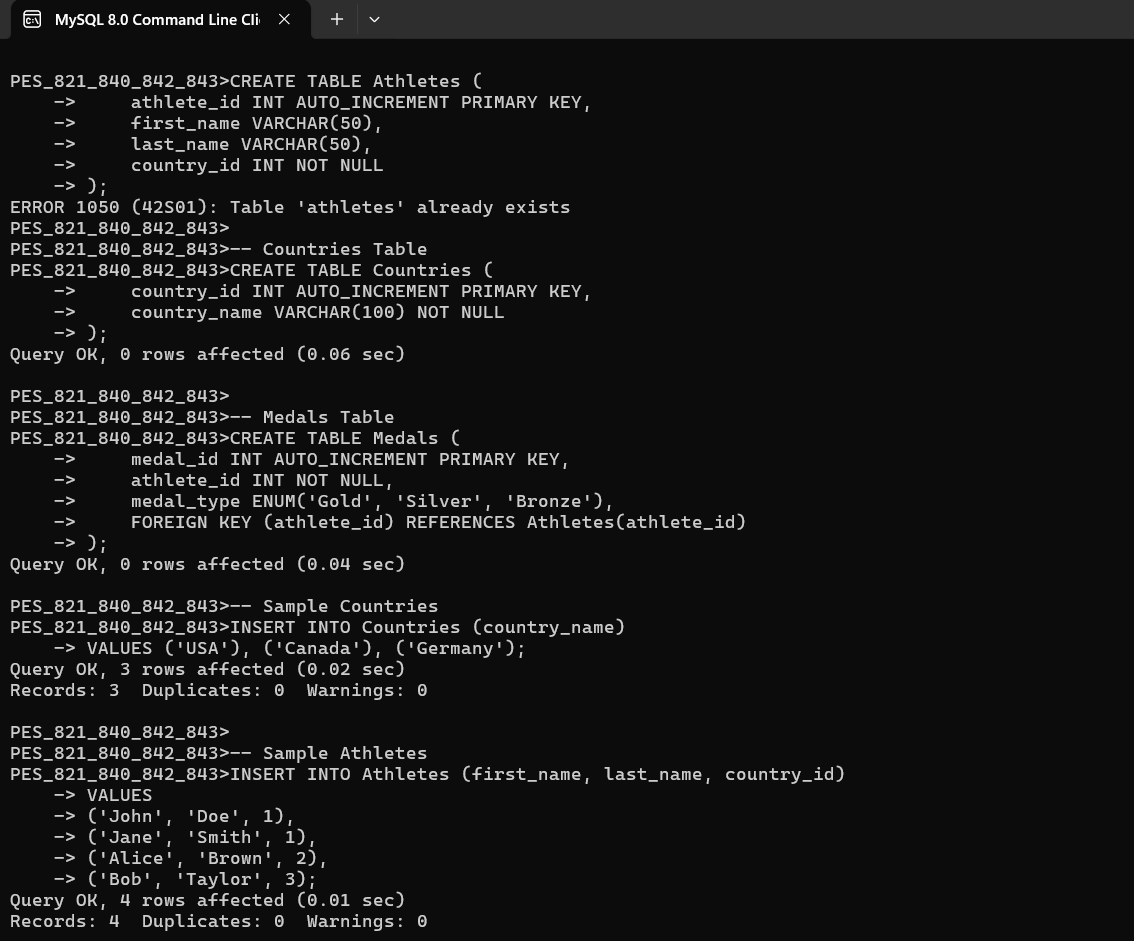 MySQL 8.0 Command Line Cli
PES_821_840_842_843>CREATE TABLE Athletes (
    ->     athlete_id INT AUTO_INCREMENT PRIMARY KEY,
    ->     first_name VARCHAR(50),
    ->     last_name VARCHAR(50),
    ->     country_id INT NOT NULL
    -> );
ERROR 1050 (42S01): Table 'athletes' already exists
PES_821_840_842_843>
PES_821_840_842_843>-- Countries Table
PES_821_840_842_843>CREATE TABLE Countries (
    ->     country_id INT AUTO_INCREMENT PRIMARY KEY,
    ->     country_name VARCHAR(100) NOT NULL
    -> );
Query OK, 0 rows affected (0.06 sec)

PES_821_840_842_843>
PES_821_840_842_843>-- Medals Table
PES_821_840_842_843>CREATE TABLE Medals (
    ->     medal_id INT AUTO_INCREMENT PRIMARY KEY,
    ->     athlete_id INT NOT NULL,
    ->     medal_type ENUM('Gold', 'Silver', 'Bronze'),
    ->     FOREIGN KEY (athlete_id) REFERENCES Athletes(athlete_id)
    -> );
Query OK, 0 rows affected (0.04 sec)

PES_821_840_842_843>-- Sample Countries
PES_821_840_842_843>INSERT INTO Countries (country_name)
    -> VALUES ('USA'), ('Canada'), ('Germany');
Query OK, 3 rows affected (0.02 sec)
Records: 3  Duplicates: 0  Warnings: 0

PES_821_840_842_843>
PES_821_840_842_843>-- Sample Athletes
PES_821_840_842_843>INSERT INTO Athletes (first_name, last_name, country_id)
    -> VALUES
    -> ('John', 'Doe', 1),
    -> ('Jane', 'Smith', 1),
    -> ('Alice', 'Brown', 2),
    -> ('Bob', 'Taylor', 3);
Query OK, 4 rows affected (0.01 sec)
Records: 4  Duplicates: 0  Warnings: 0